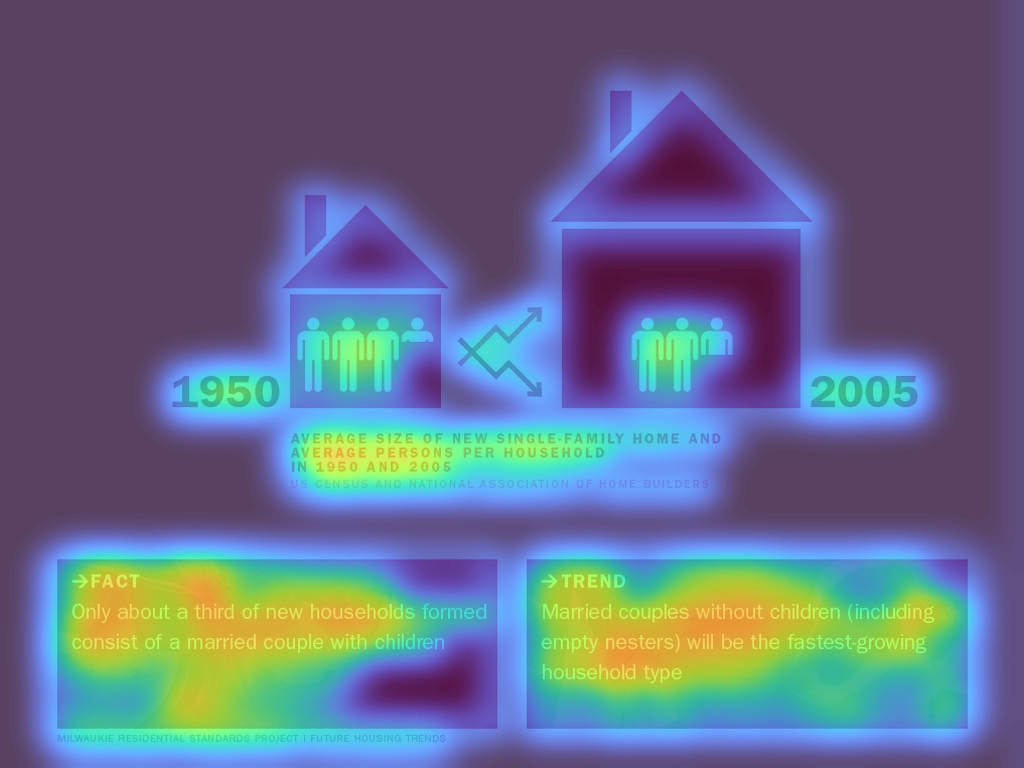 1950
2005
AVERAGE SIZE OF NEW SINGLE-FAMILY HOME AND
AVERAGE PERSONS PER HOUSEHOLD
IN 1950 AND 2005
US CENSUS AND NATIONAL ASSOCIATION OF HOME BUILDERS
→FACT
Only about a third of new households formed
consist of a married couple with children
→TREND
Married couples without children (including
empty nesters) will be the fastest-growing
household type
MILWAUKIE RESIDENTIAL STANDARDS PROJECT I FUTURE HOUSING TRENDS